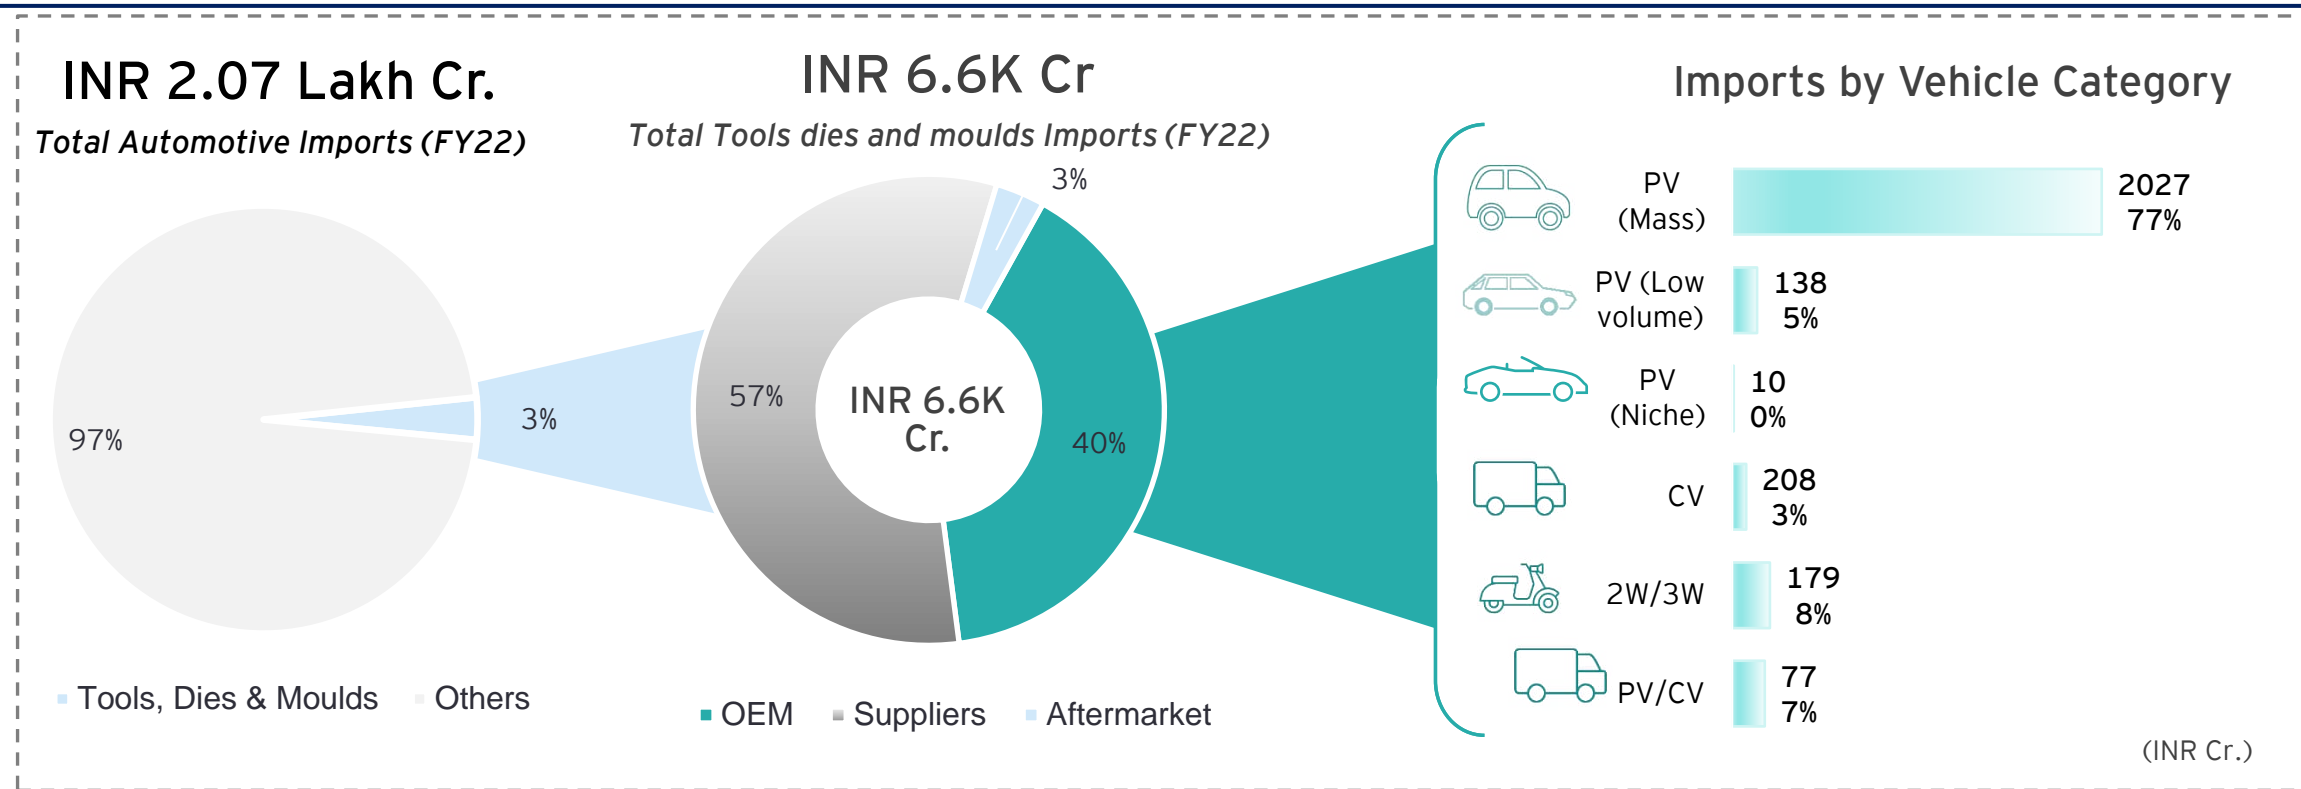 INR 2.07 Lakh Cr.
Total Automotive Imports (FY22)
97%
3%
Tools, Dies & Moulds
Others
INR 6.6K Cr
Total Tools dies and moulds Imports (FY22)
3%
57%
INR 6.6K
Cr.
40%
OEM
Suppliers
Aftermarket
Imports by Vehicle Category
PV
(Mass)
2027
77%
PV (Low
volume)
138
5%
PV
(Niche)
10
0%
CV
208
3%
2W/3W
179
8%
PV/CV
77
7%
(INR Cr.)